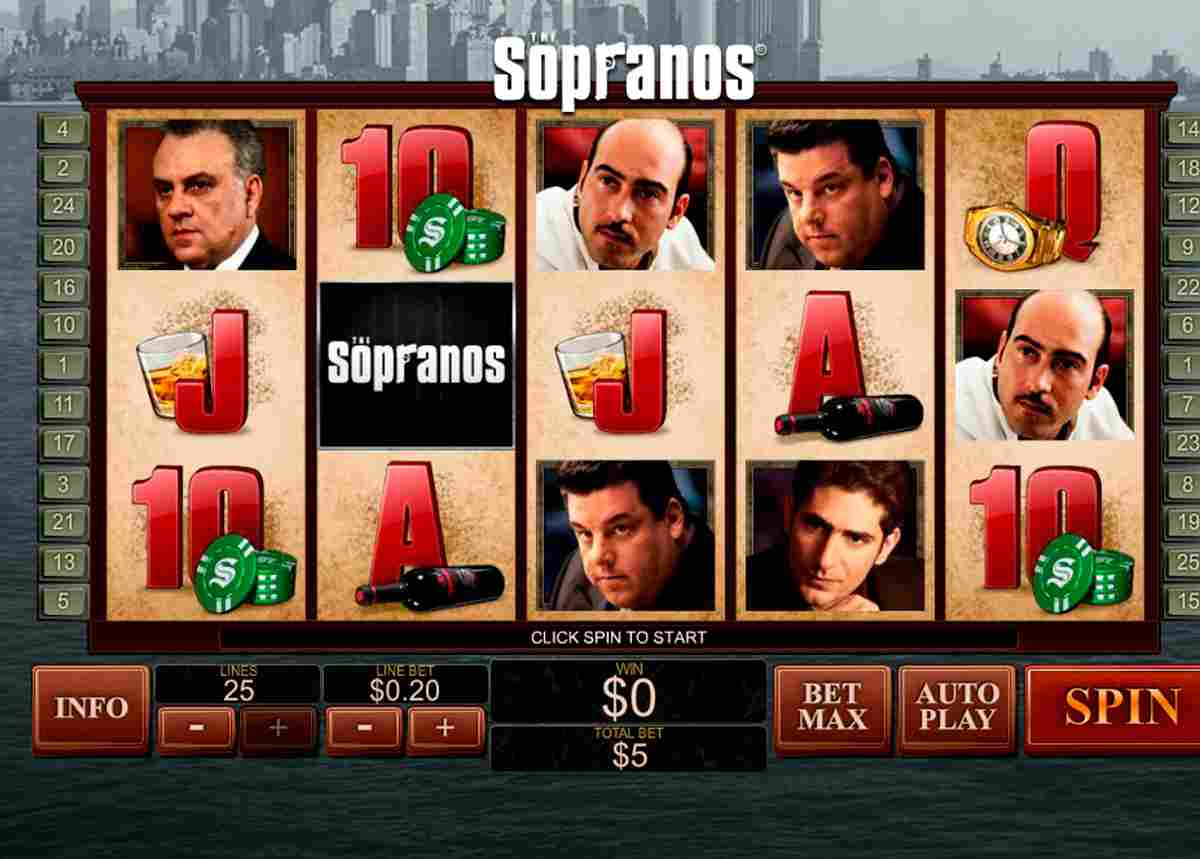 THE
Sopranos
4
2
24
20
16
10
1
11
17
3
21
13
5
10
S
Q
J
THE
Sopranos
J
A
10
S
A
10
S
14
18
12
9
22
6
1
7
23
8
19
25
15
CLICK SPIN TO START
INFO
LINES
25
- +
LINE BET
$0.20
- +
WIN
$0
TOTAL BET
$5
BET
MAX
AUTO
PLAY
SPIN